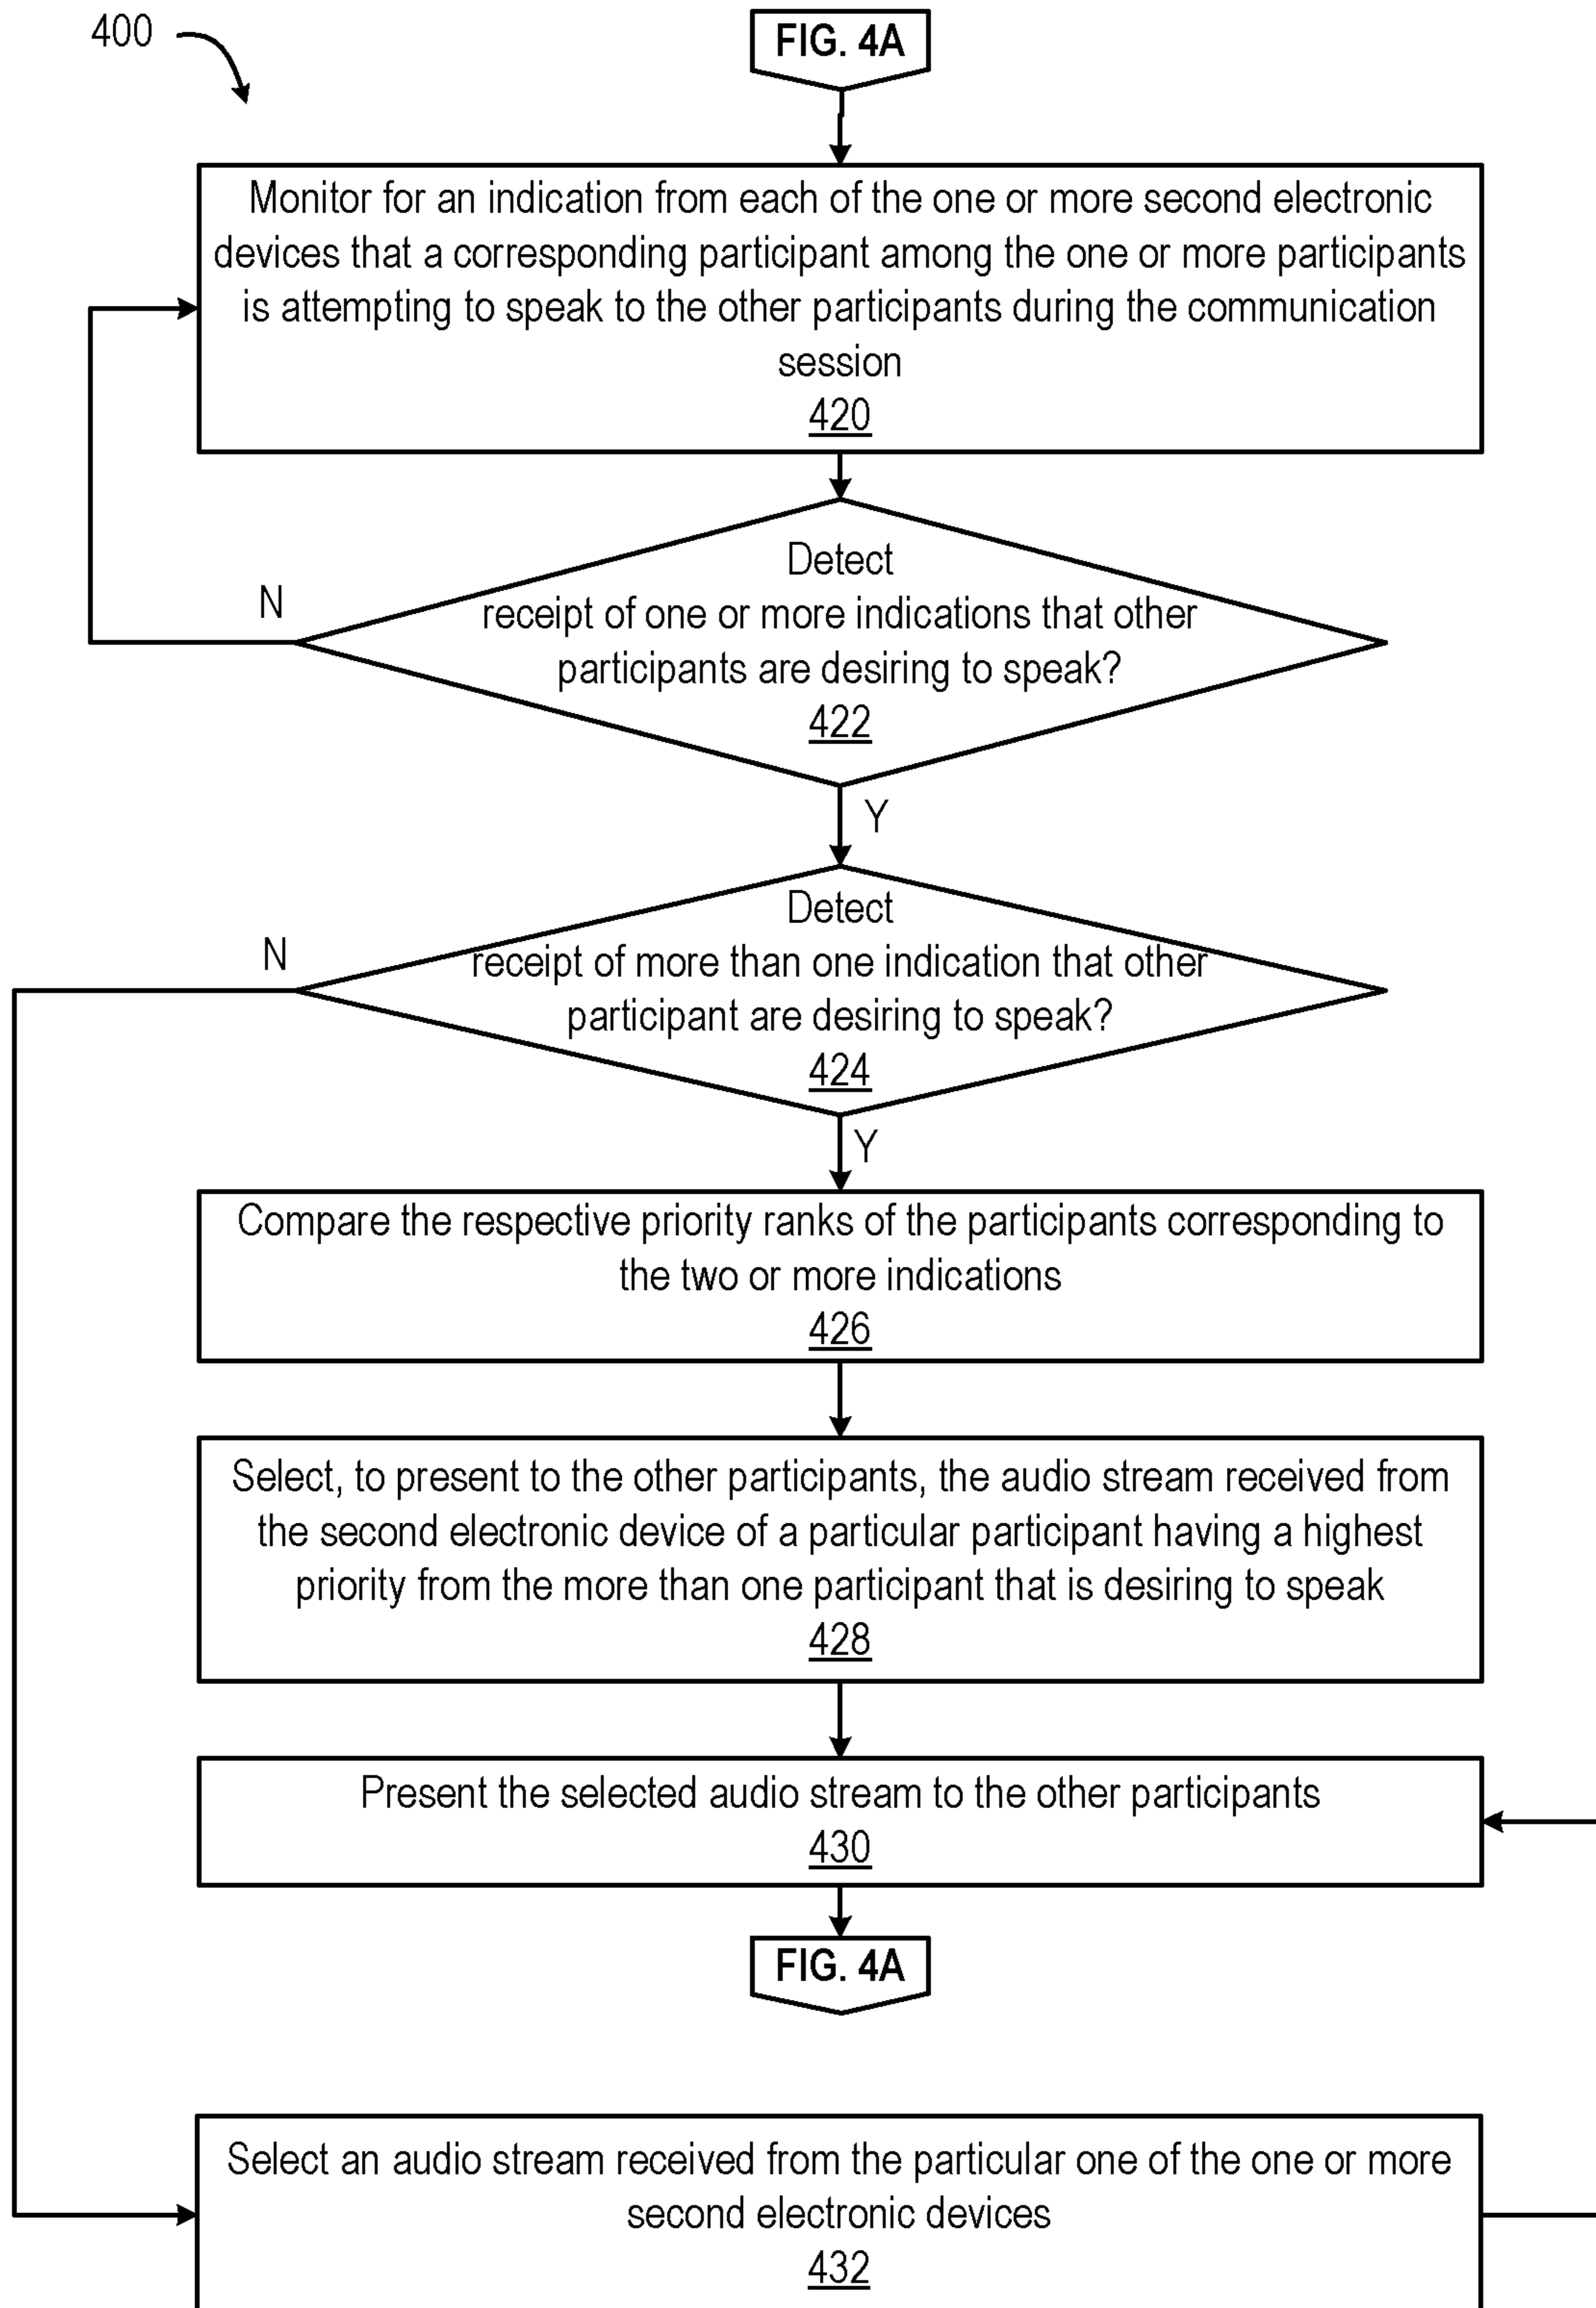 400
FIG. 4A
Monitor for an indication from each of the one or more second electronic
devices that a corresponding participant among the one or more participants
is attempting to speak to the other participants during the communication
session
420
Detect
receipt of one or more indications that other
participants are desiring to speak?
422
N
Y
Detect
receipt of more than one indication that other
participant are desiring to speak?
424
N
Y
Compare the respective priority ranks of the participants corresponding to
the two or more indications
426
Select, to present to the other participants, the audio stream received from
the second electronic device of a particular participant having a highest
priority from the more than one participant that is desiring to speak
428
Present the selected audio stream to the other participants
430
FIG. 4A
Select an audio stream received from the particular one of the one or more
second electronic devices
432